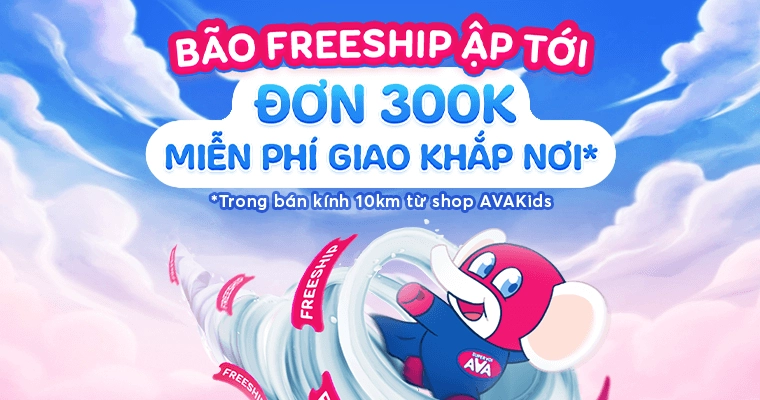 BÃO FREESHIP ẬP TỚI
ĐƠN 300K
MIỄN PHÍ GIAO KHẮP NƠI*
*Trong bán kính 10km từ shop AVAKids
FREESHIP
FREESHIP
FREESHIP
AVA